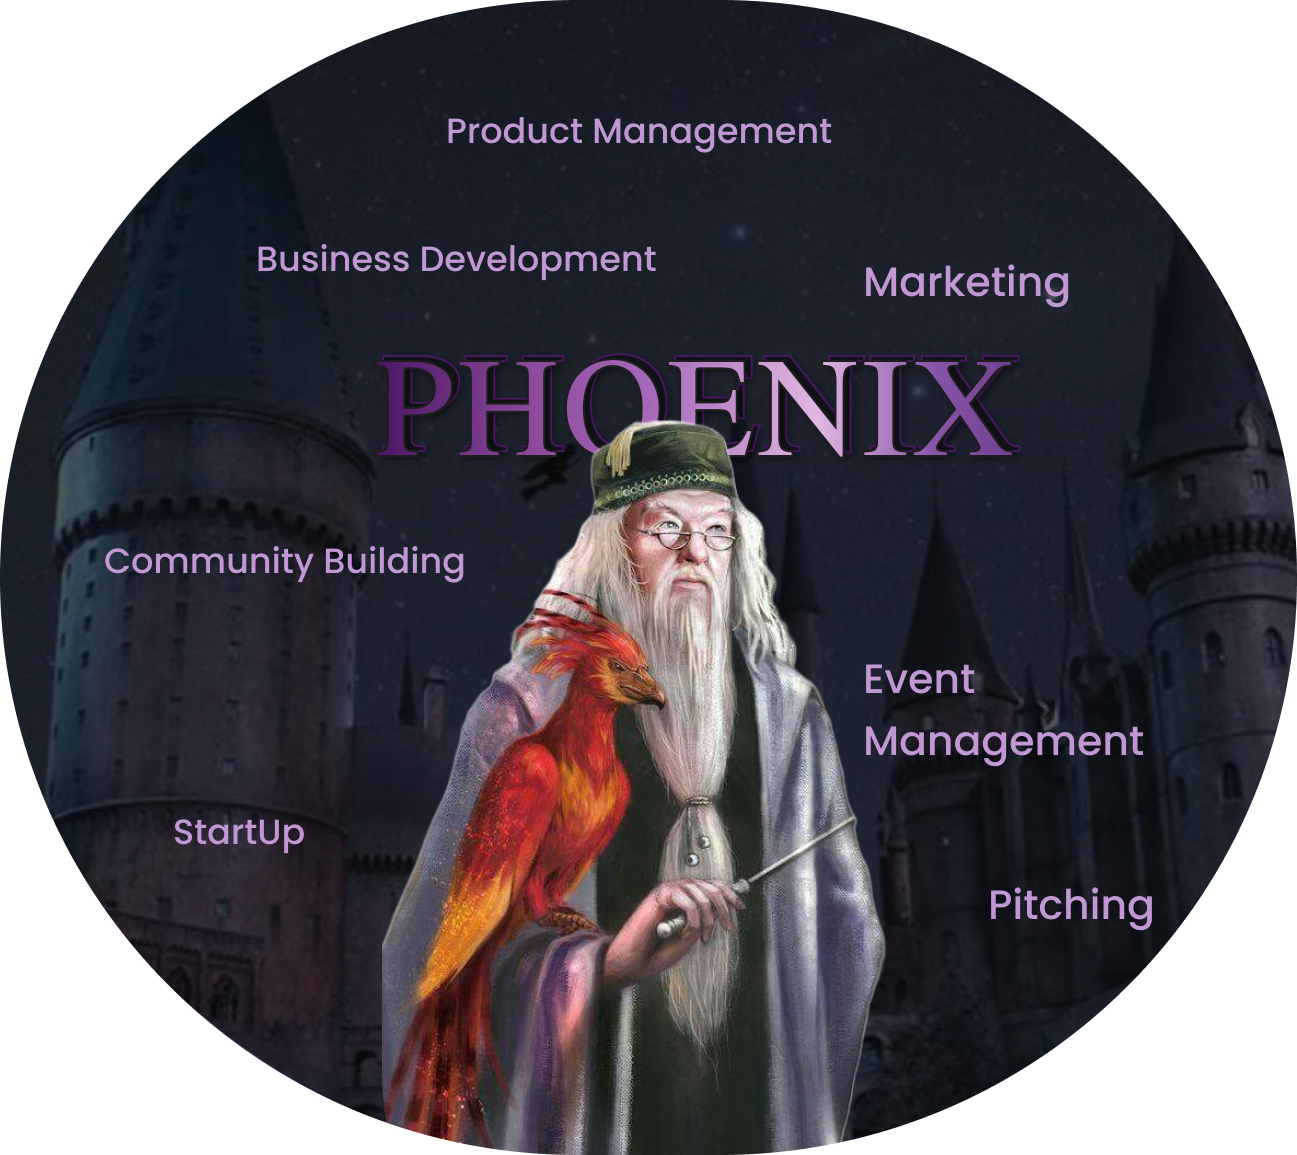 Product Management
Business Development
Marketing
PHOENIX
Community Building
Event
Management
StartUp
Pitching